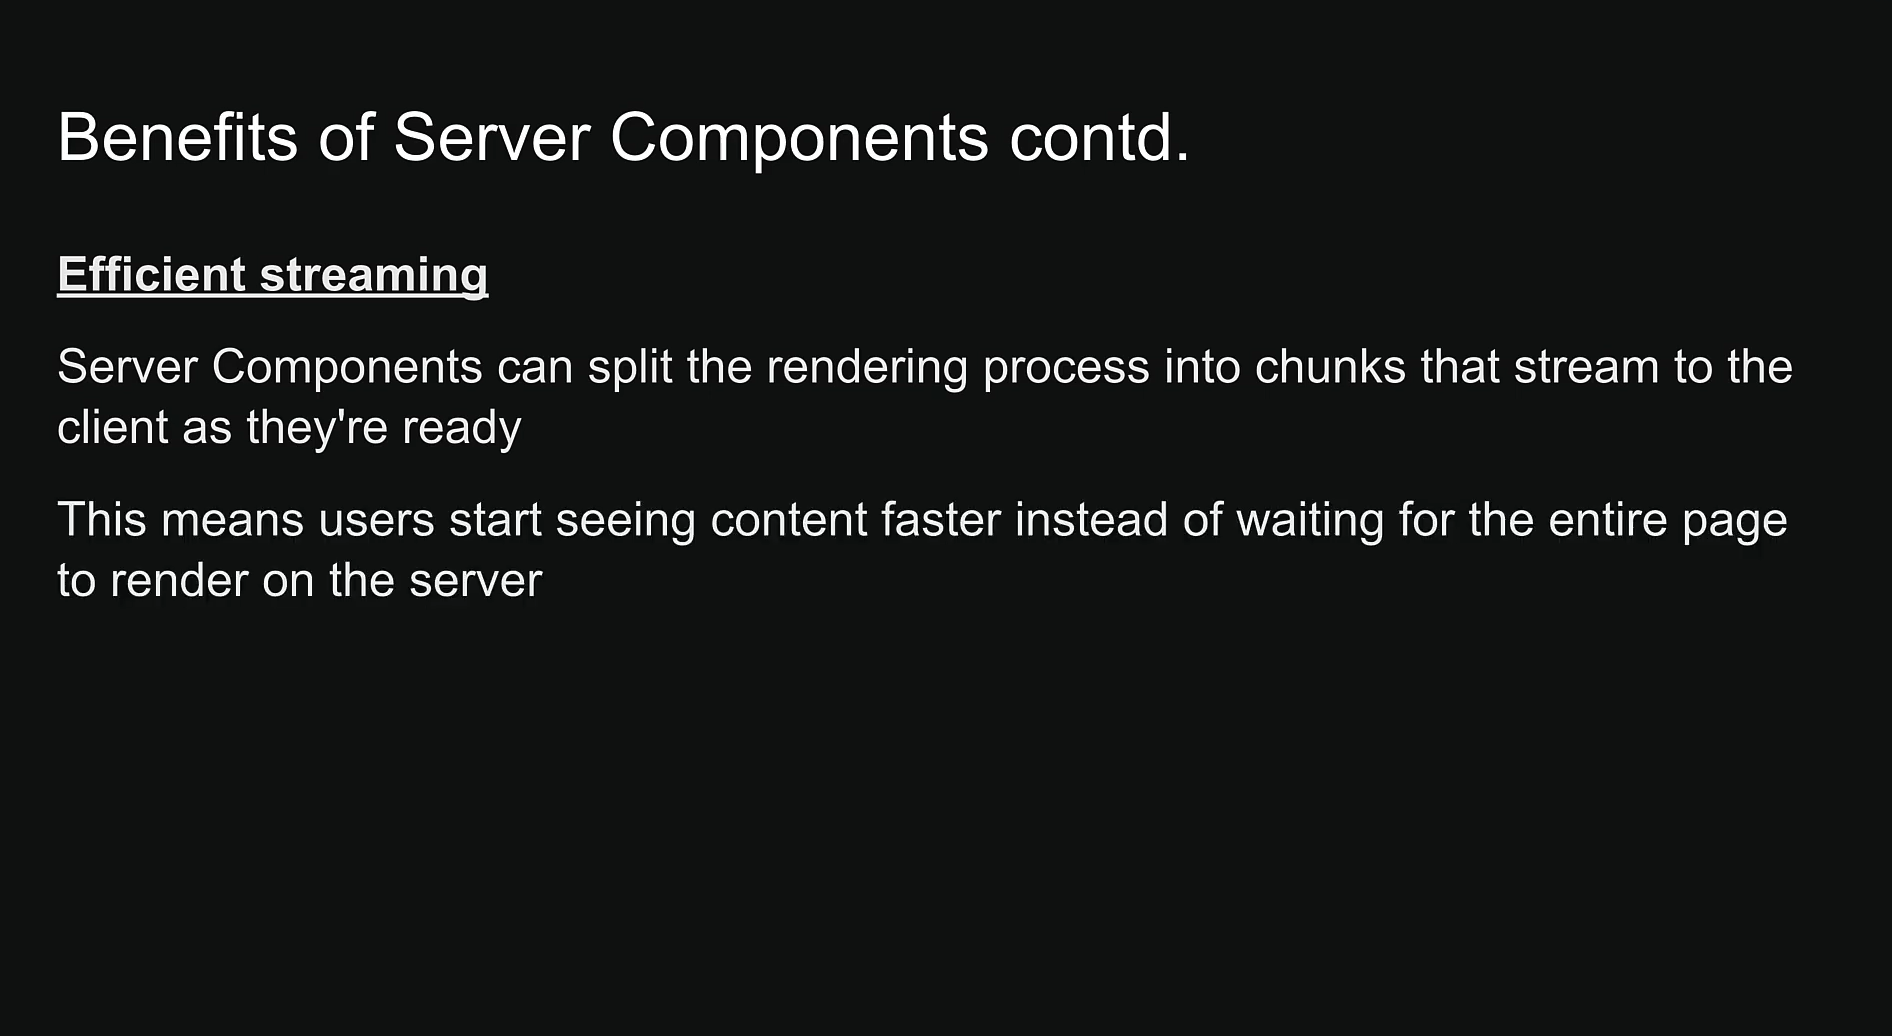 Benefits of Server Components contd.
Efficient streaming
Server Components can split the rendering process into chunks that stream to the
client as they're ready
This means users start seeing content faster instead of waiting for the entire page
to render on the server